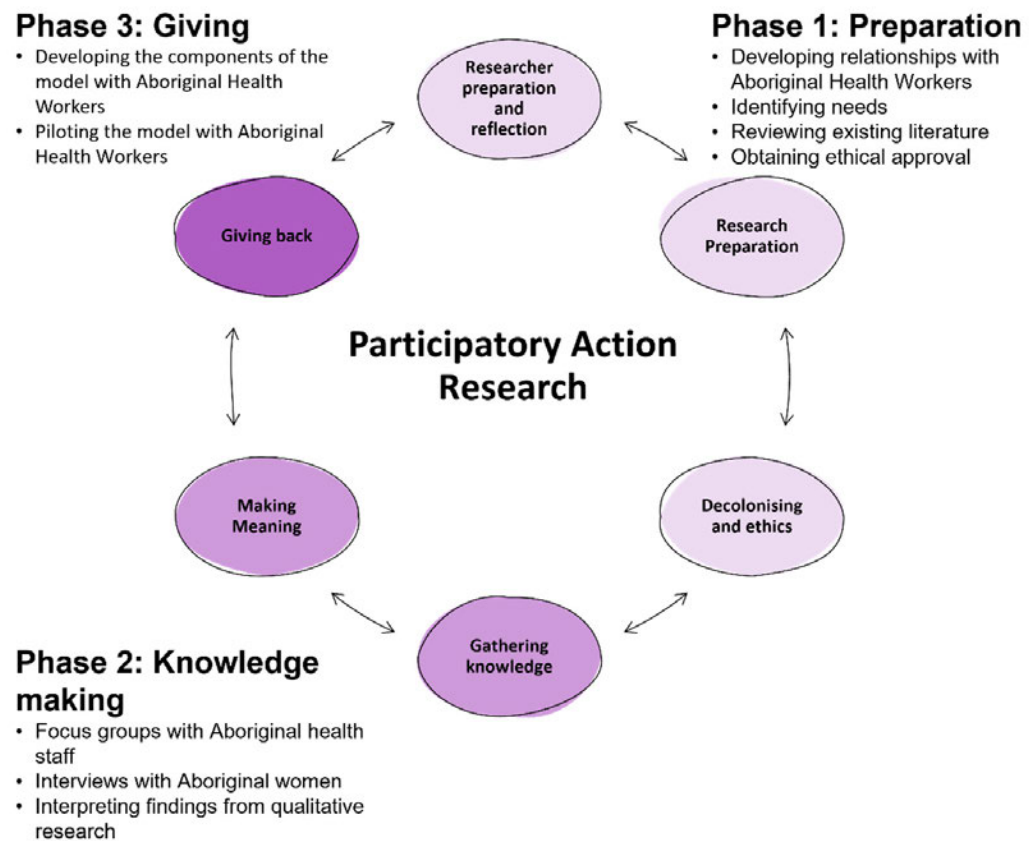 Phase 3: Giving
• Developing the components of the
model with Aboriginal Health
Workers
• Piloting the model with Aboriginal
Health Workers
Phase 1: Preparation
• Developing relationships with
Aboriginal Health Workers
• Identifying needs
• Reviewing existing literature
• Obtaining ethical approval
Researcher
preparation
and
reflection
Giving back
Research
Preparation
Participatory Action
Research
Making
Meaning
Decolonising
and ethics
Gathering
knowledge
Phase 2: Knowledge
making
• Focus groups with Aboriginal health
staff
• Interviews with Aboriginal women
• Interpreting findings from qualitative
research